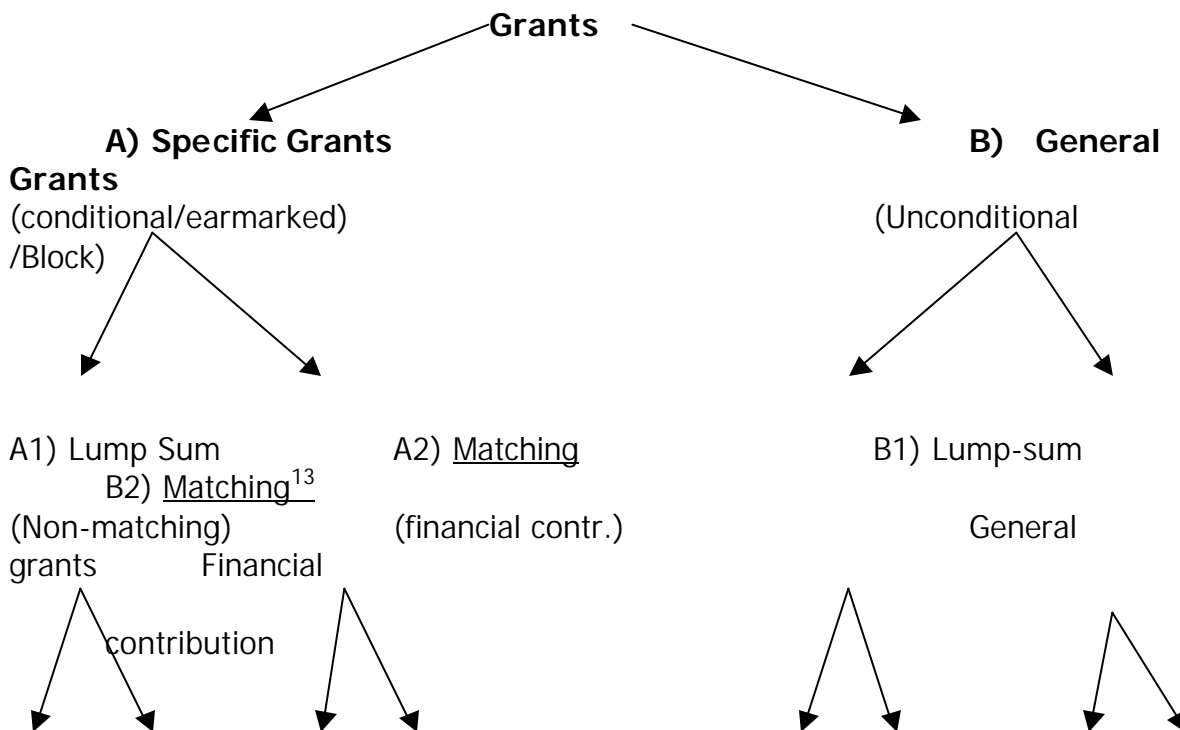 Grants
A) Specific Grants B) General
Grants
(conditional/earmarked) (Unconditional
/Block)
A1) Lump Sum A2) Matching B1) Lump-sum
B2) Matching13
(Non-matching) (financial contr.) General
grants Financial
contribution